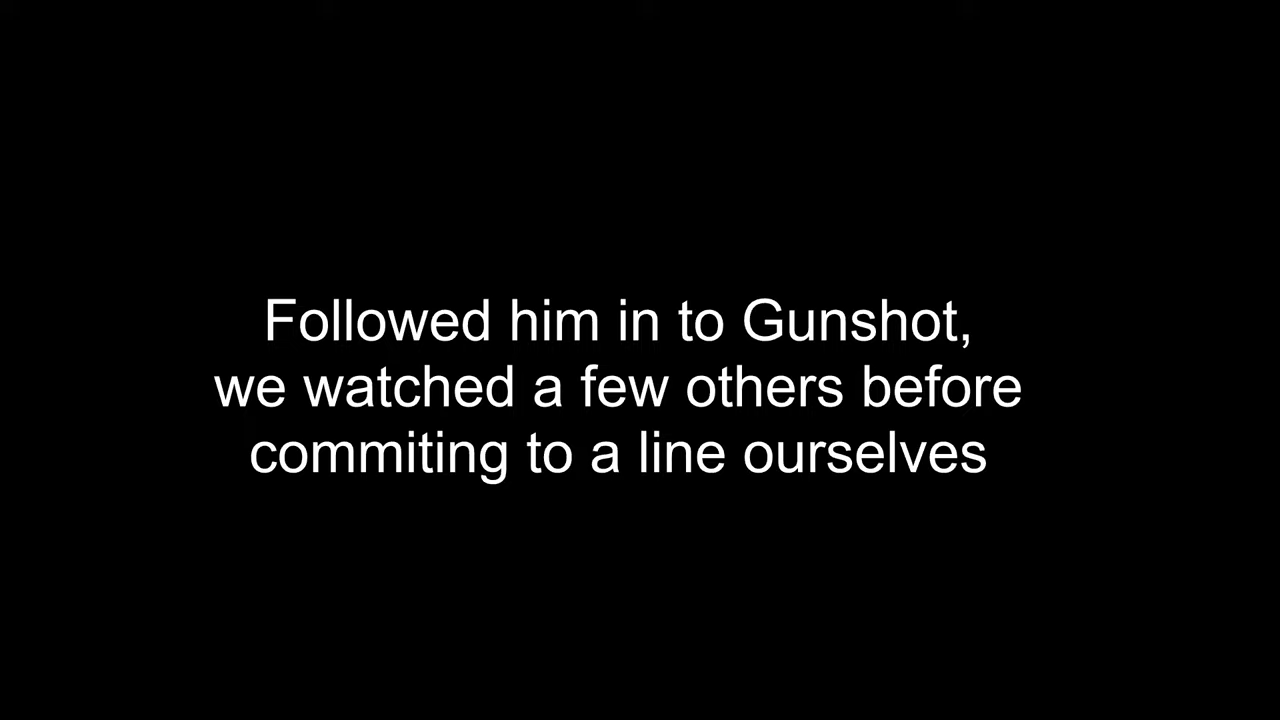 Followed him in to Gunshot,
we watched a few others before
commiting to a line ourselves